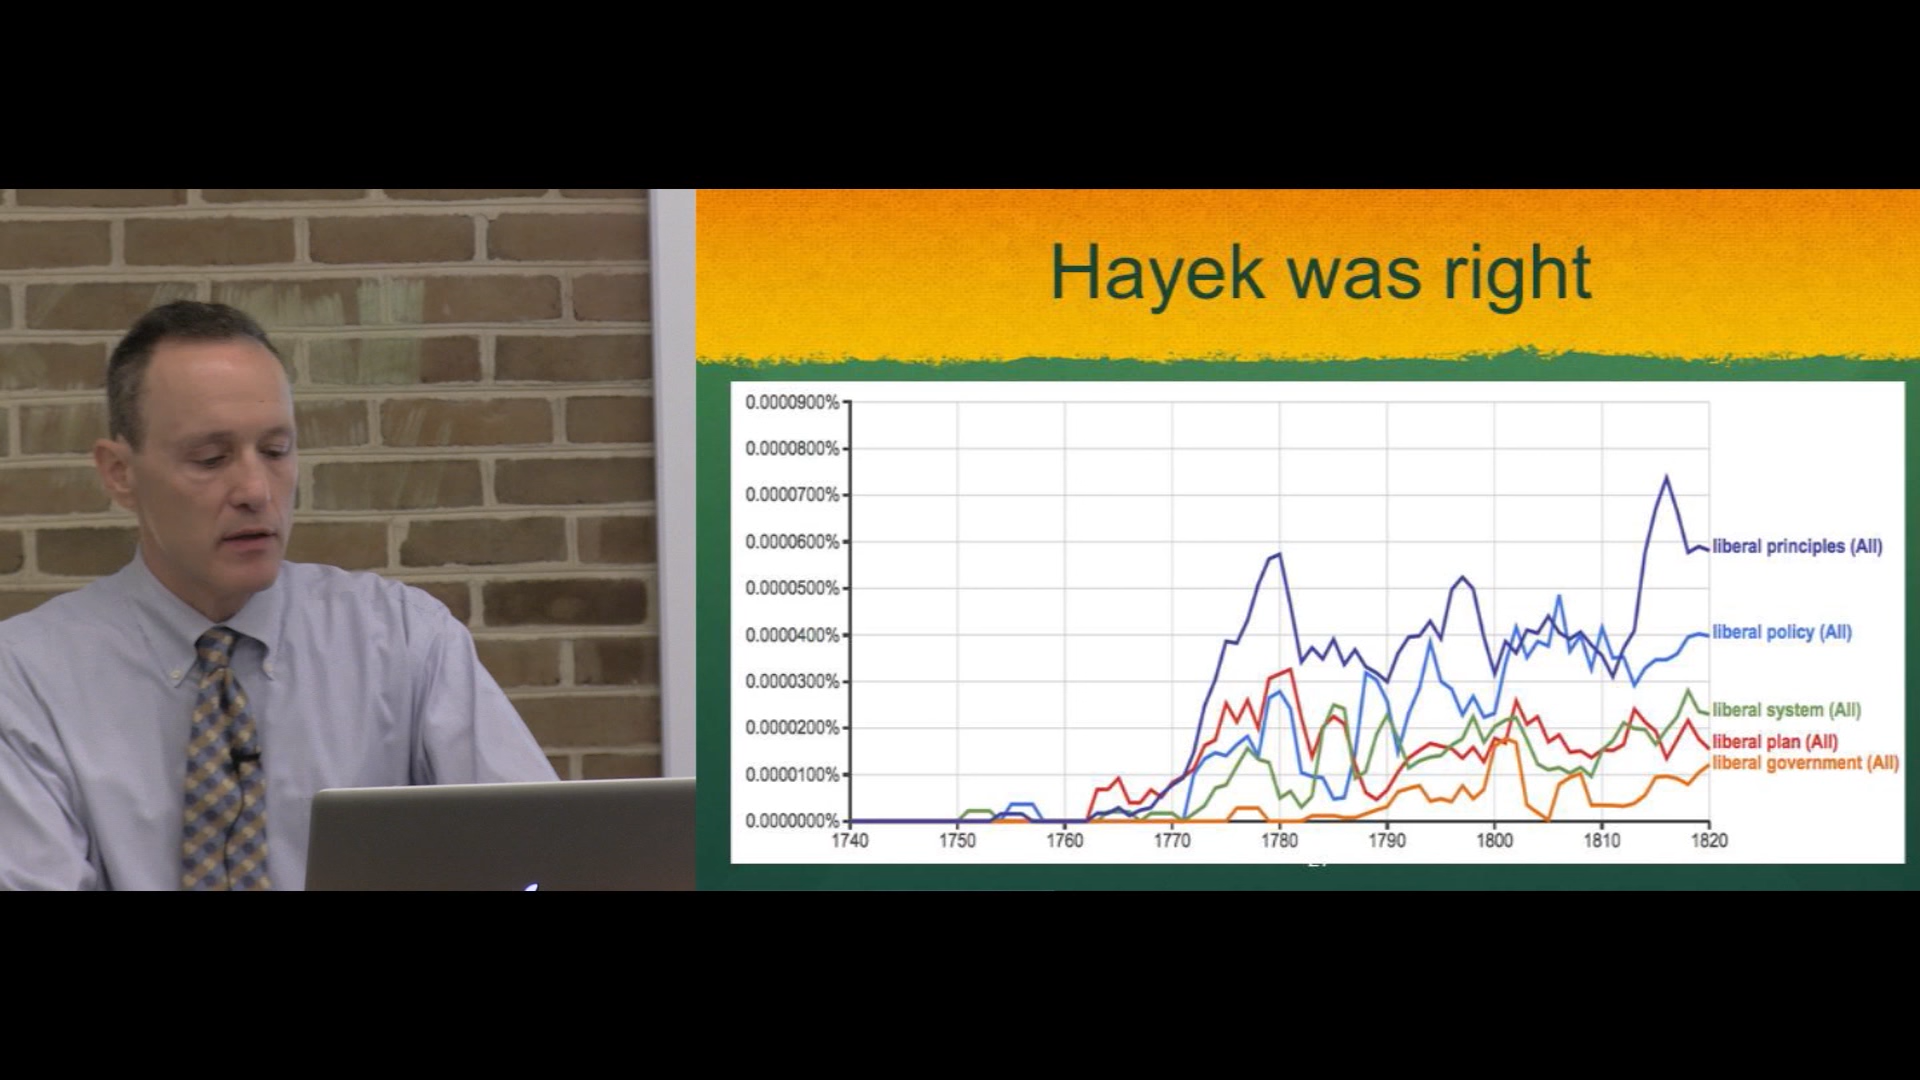 Hayek was right
0.0000900%
0.0000800%
0.0000700%
0.0000600%
0.0000500%
0.0000400%
0.0000300%
0.0000200%
0.0000100%
0.0000000%
1740 1750 1760 1770 1780 1790 1800 1810 1820
liberal principles (All)
liberal policy (All)
liberal system (All)
liberal plan (All)
liberal government (All)